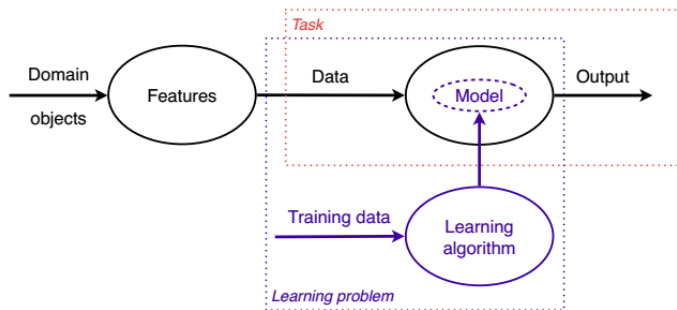 Task
Domain
objects
Features
Data
Model
Output
Training data
Learning
algorithm
Learning problem